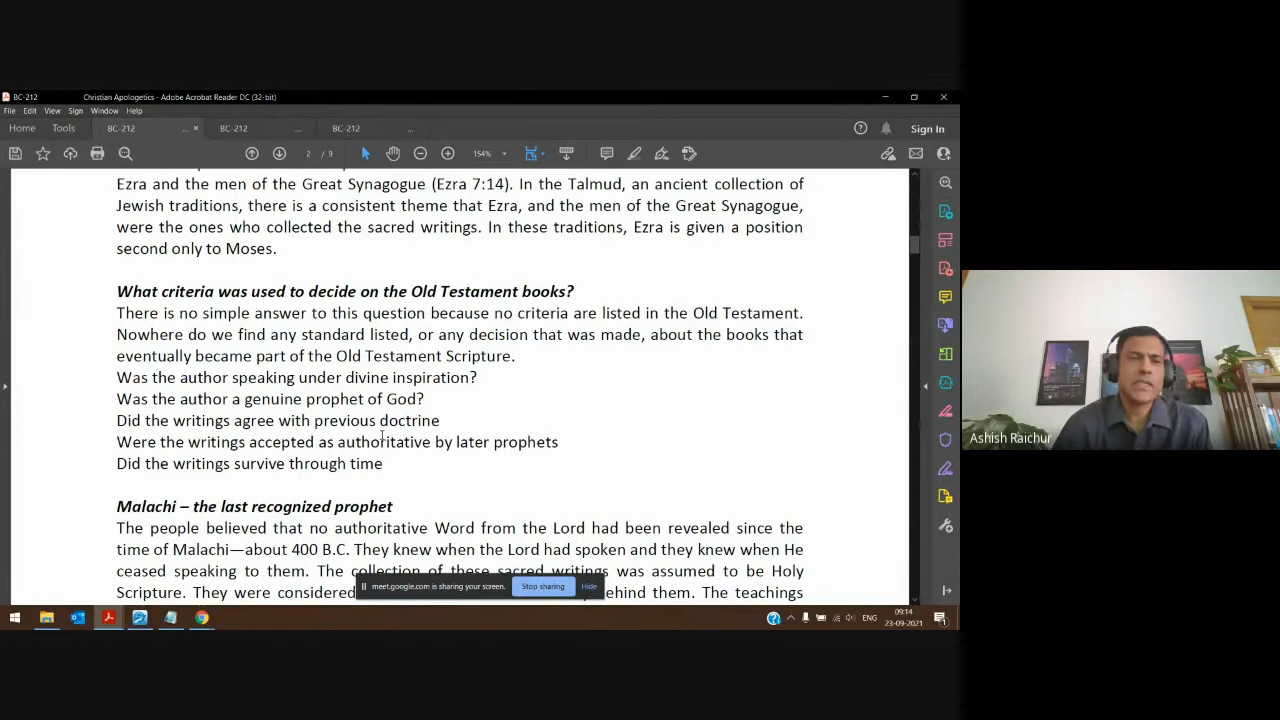 BC-212 Christian Apologetics - Adobe Acrobat Reader DC (32-bit)
File Edit View Sign Window Help
Home Tools BC-212 ... × BC-212 ... BC-212 ... Sign In
2 / 9 154%
Ezra and the men of the Great Synagogue (Ezra 7:14). In the Talmud, an ancient collection of
Jewish traditions, there is a consistent theme that Ezra, and the men of the Great Synagogue,
were the ones who collected the sacred writings. In these traditions, Ezra is given a position
second only to Moses.
What criteria was used to decide on the Old Testament books?
There is no simple answer to this question because no criteria are listed in the Old Testament.
Nowhere do we find any standard listed, or any decision that was made, about the books that
eventually became part of the Old Testament Scripture.
Was the author speaking under divine inspiration?
Was the author a genuine prophet of God?
Did the writings agree with previous doctrine
Were the writings accepted as authoritative by later prophets
Did the writings survive through time
Malachi – the last recognized prophet
The people believed that no authoritative Word from the Lord had been revealed since the
time of Malachi—about 400 B.C. They knew when the Lord had spoken and they knew when He
ceased speaking to them. The collection of these sacred writings was assumed to be Holy
Scripture. They were considered behind them. The teachings
meet.google.com is sharing your screen. Stop sharing Hide
ENG 09:14
23-09-2021
Ashish Raichur